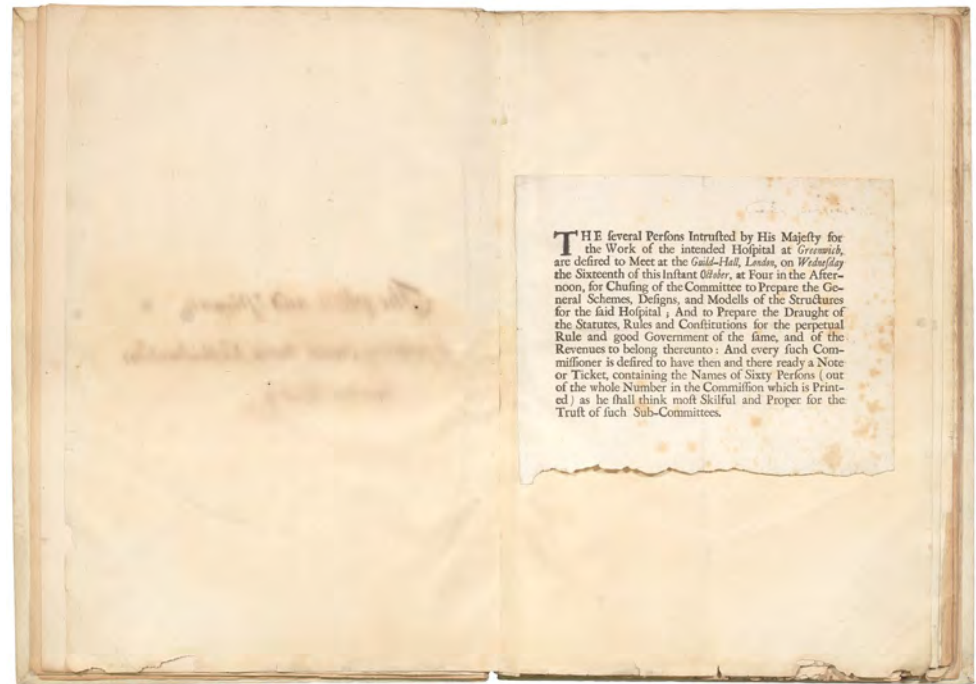 THE ſeveral Perſons Intruſted by His Majeſty for
the Work of the intended Hoſpital at Greenwich,
are deſired to Meet at the Guild-Hall, London, on Wedneſday
the Sixteenth of this Inſtant October, at Four in the After-
noon, for Chuſing of the Committee to Prepare the Ge-
neral Schemes, Deſigns, and Modells of the Structures
for the ſaid Hoſpital ; And to Prepare the Draught of
the Statutes, Rules and Conſtitutions for the perpetual
Rule and good Government of the ſame, and of the
Revenues to belong thereunto : And every ſuch Com-
miſſioner is deſired to have then and there ready a Note
or Ticket, containing the Names of Sixty Perſons ( out
of the whole Number in the Commiſſion which is Print-
ed ) as he ſhall think moſt Skilful and Proper for the
Truſt of ſuch Sub-Committees.